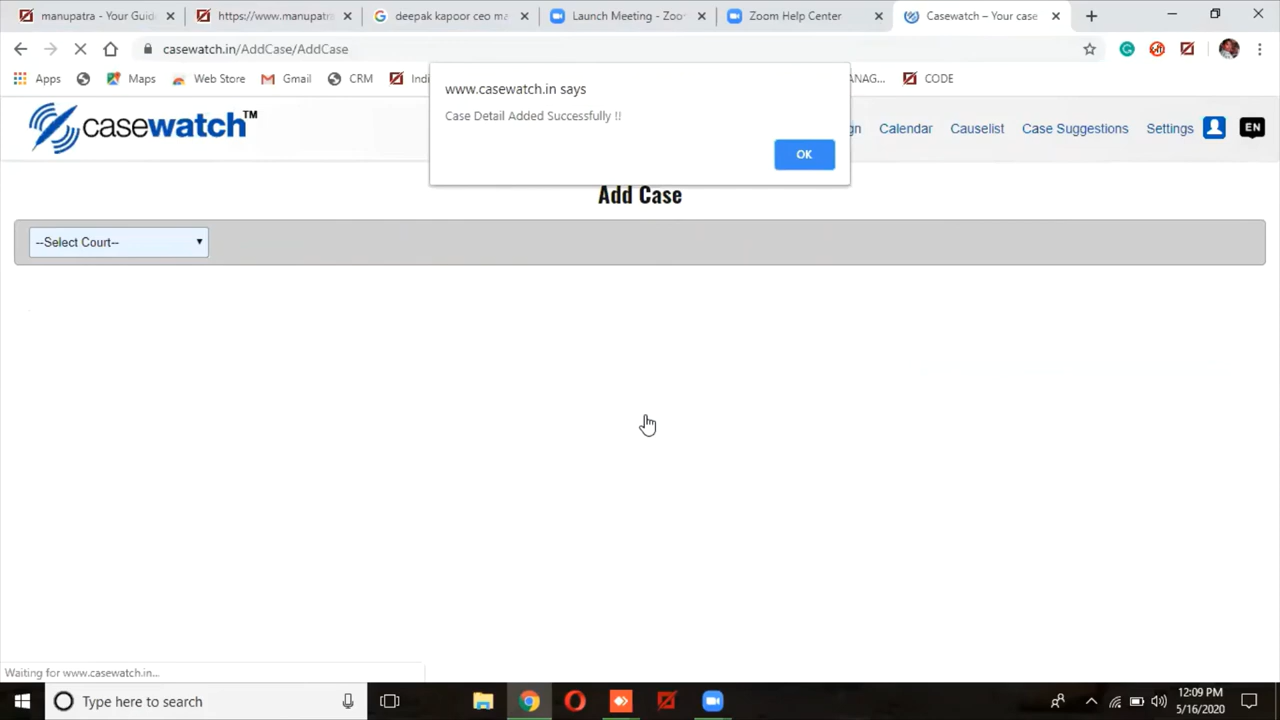 manupatra - Your Guid
https://www.manupatr
deepak kapoor ceo ma
Launch Meeting - Zoo
Zoom Help Center
Casewatch – Your case
casewatch.in/AddCase/AddCase
Apps
Maps
Web Store
Gmail
CRM
Indi
ANAG...
CODE
www.casewatch.in says
Case Detail Added Successfully !!
OK
casewatch™
gn
Calendar
Causelist
Case Suggestions
Settings
EN
Add Case
--Select Court--
Waiting for www.casewatch.in...
Type here to search
12:09 PM
5/16/2020